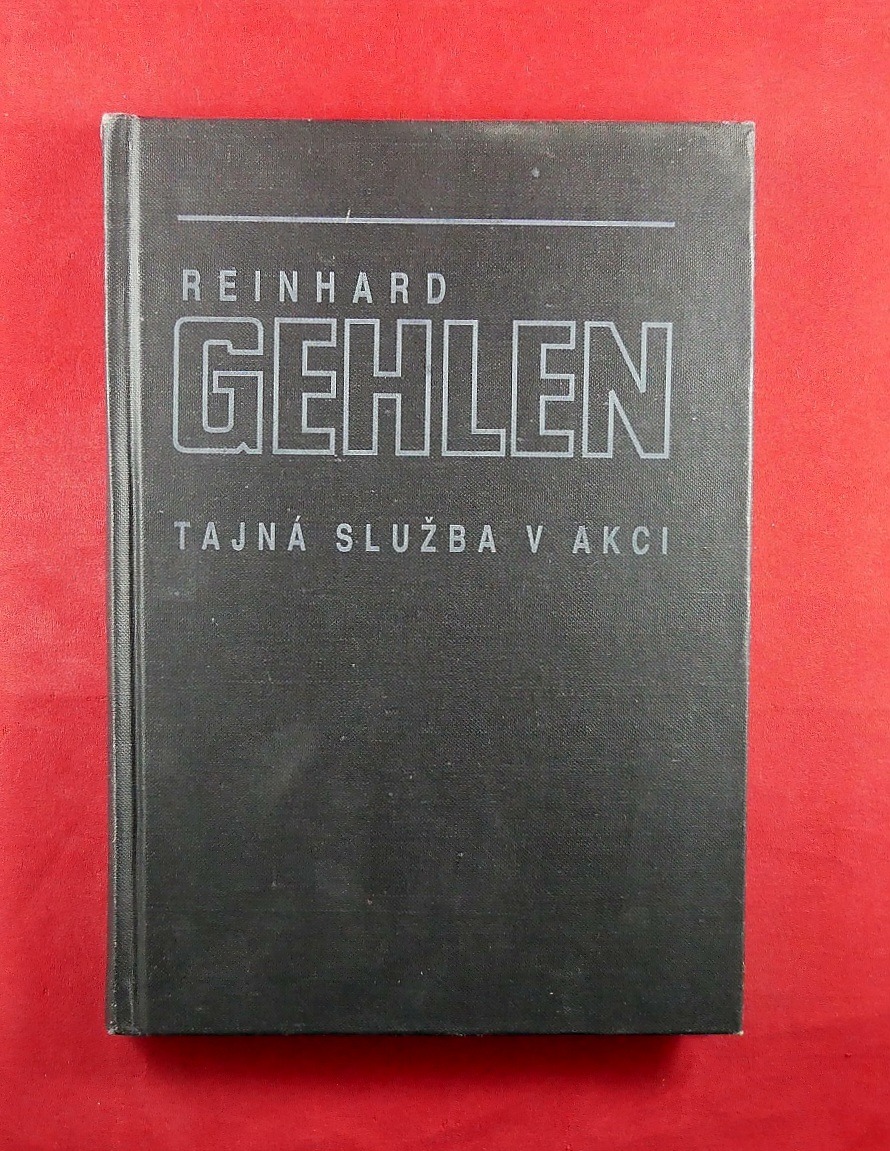 REINHARD
GEHLEN
TAJNÁ SLUŽBA V AKCI